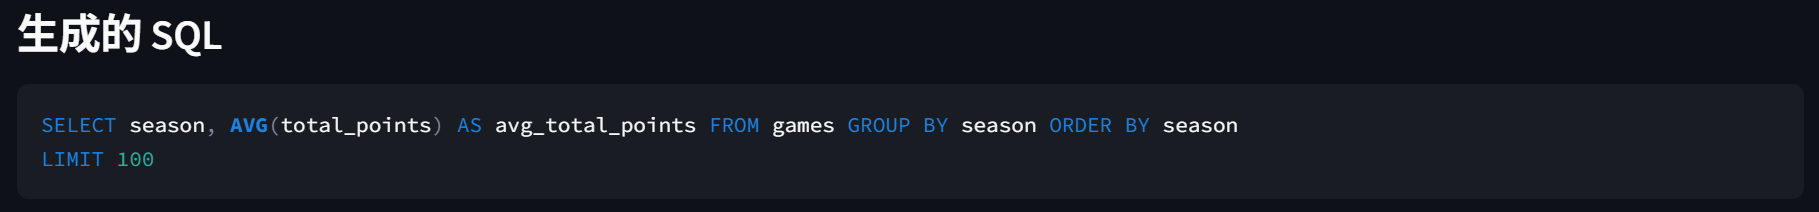 生成的 SQL
SELECT season, AVG(total_points) AS avg_total_points FROM games GROUP BY season ORDER BY season
LIMIT 100